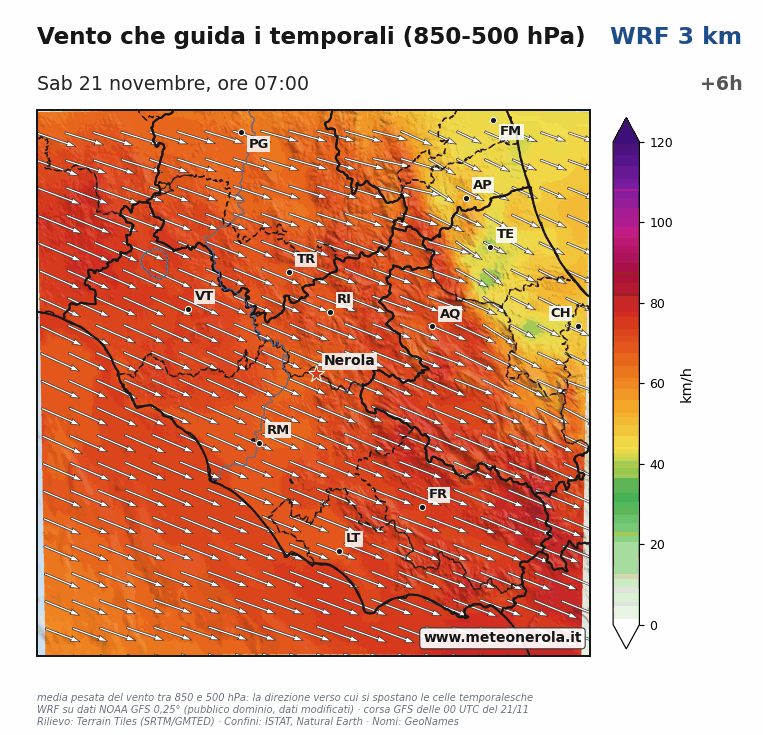 Vento che guida i temporali (850-500 hPa) WRF 3 km
Sab 21 novembre, ore 07:00 +6h
FM
PG
AP
TE
TR
VT
RI
CH
AQ
Nerola
RM
FR
LT
www.meteonerola.it
120
100
80
60
40
20
0
km/h
media pesata del vento tra 850 e 500 hPa: la direzione verso cui si spostano le celle temporalesche
WRF su dati NOAA GFS 0,25° (pubblico dominio, dati modificati) · corsa GFS delle 00 UTC del 21/11
Rilievo: Terrain Tiles (SRTM/GMTED) · Confini: ISTAT, Natural Earth · Nomi: GeoNames